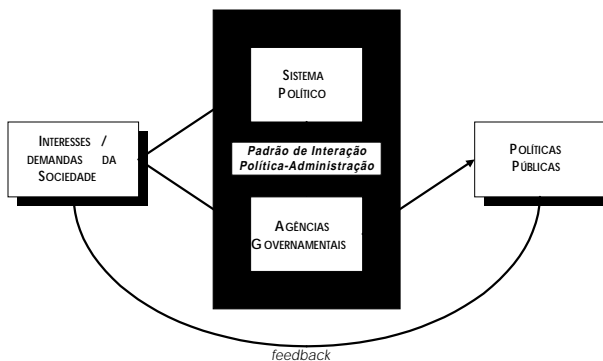 INTERESSES /
DEMANDAS DA
SOCIEDADE
SISTEMA
POLÍTICO
Padrão de Interação
Política-Administração
AGÊNCIAS
GOVERNAMENTAIS
POLÍTICAS
PÚBLICAS
feedback